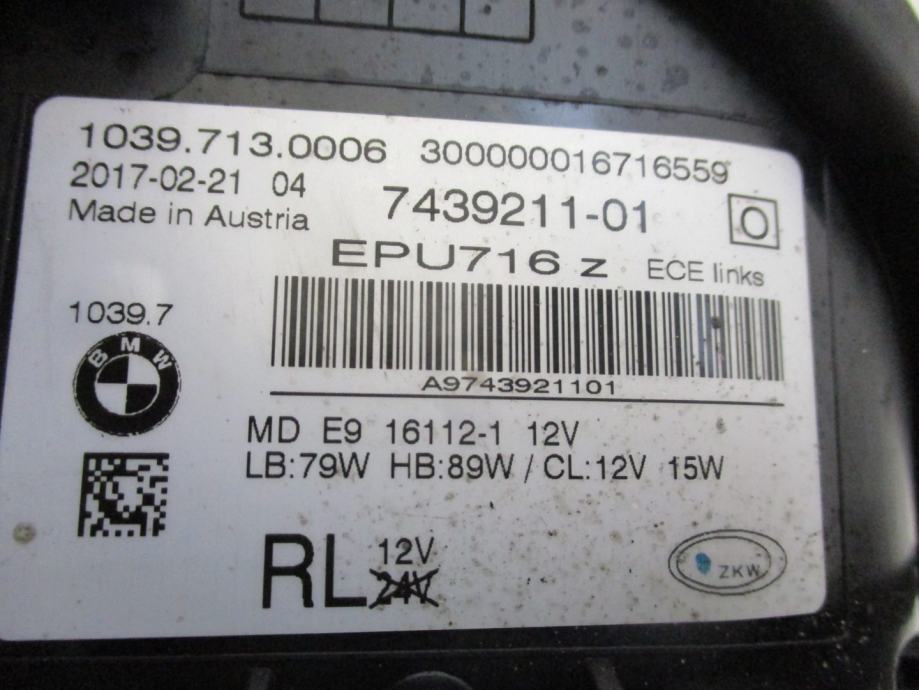 1039.713.0006 300000016716559
2017-02-21 04 7439211-01 O
Made in Austria
EPU716 z ECE links
1039.7
BMW
A9743921101
MD E9 16112-1 12V
LB:79W HB:89W / CL:12V 15W
RL 12V
24V
ZKW